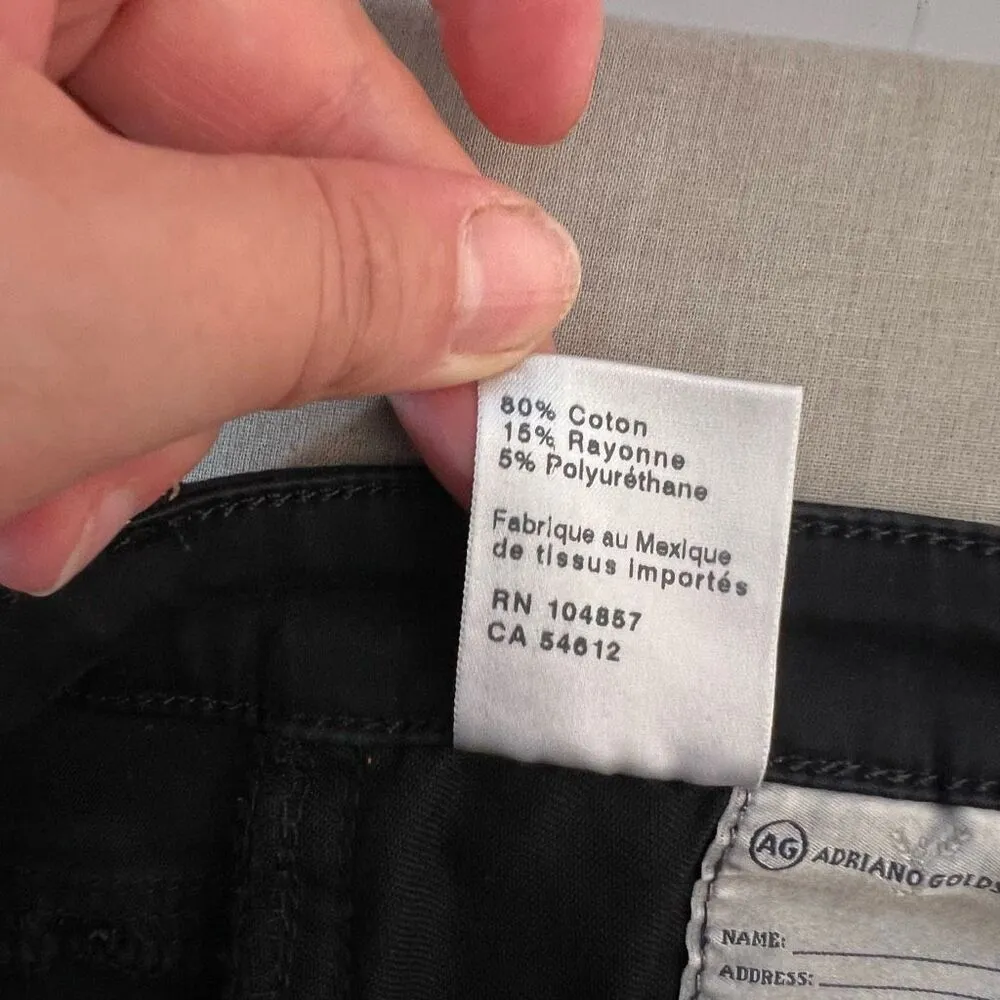 80% Coton
15% Rayonne
5% Polyuréthane
Fabrique au Mexique
de tissus importés
RN 104857
CA 54612
AG ADRIANO GOLDS
NAME:
ADDRESS: